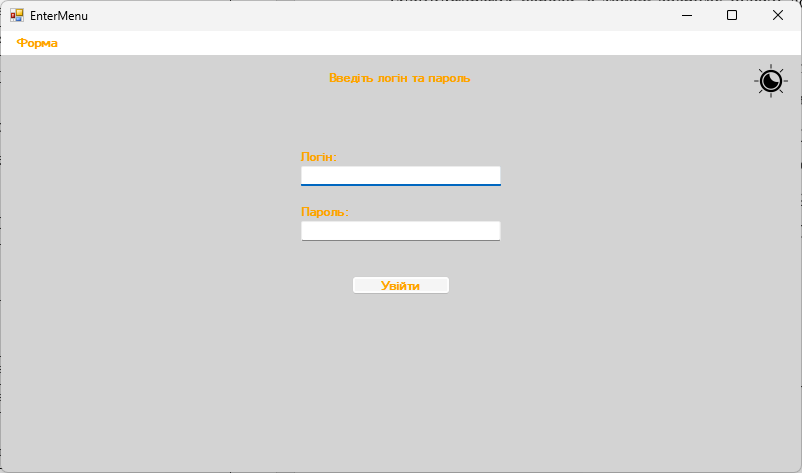 EnterMenu
Форма
Введіть логін та пароль
Логін:
Пароль:
Увійти